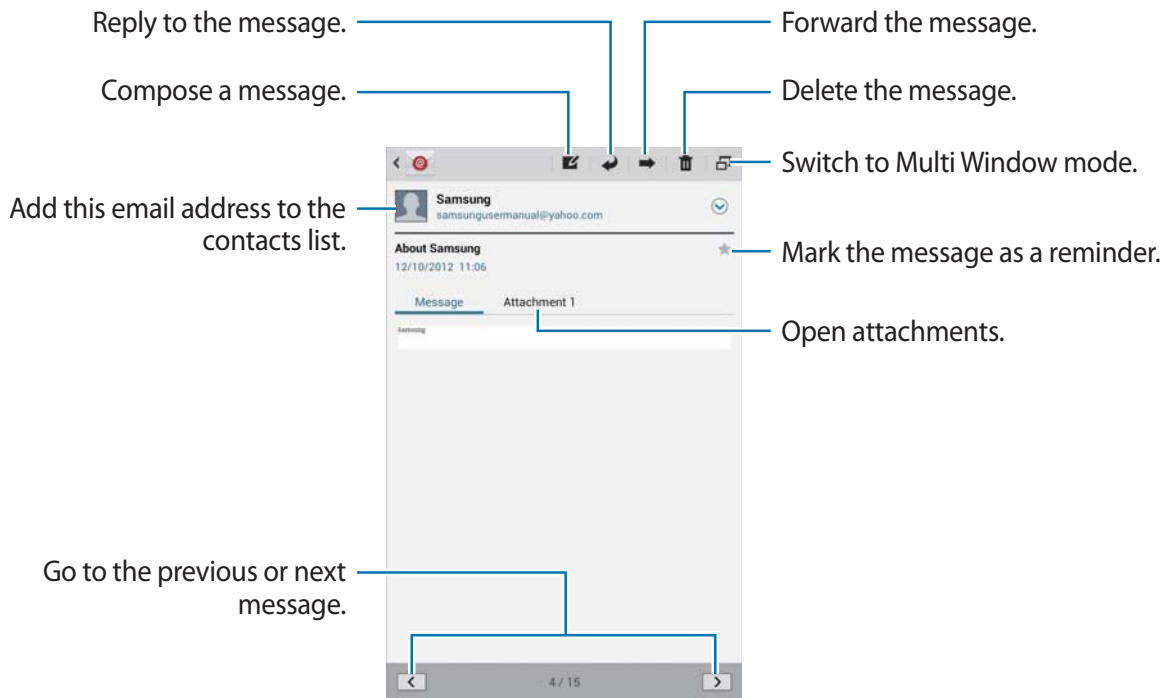 Reply to the message.
Forward the message.
Compose a message.
Delete the message.
Switch to Multi Window mode.
Samsung
samsungusermanual@yahoo.com
Add this email address to the
contacts list.
About Samsung
12/10/2012 11:06
Mark the message as a reminder.
Message
Attachment 1
Samsung
Open attachments.
Go to the previous or next
message.
4 / 15